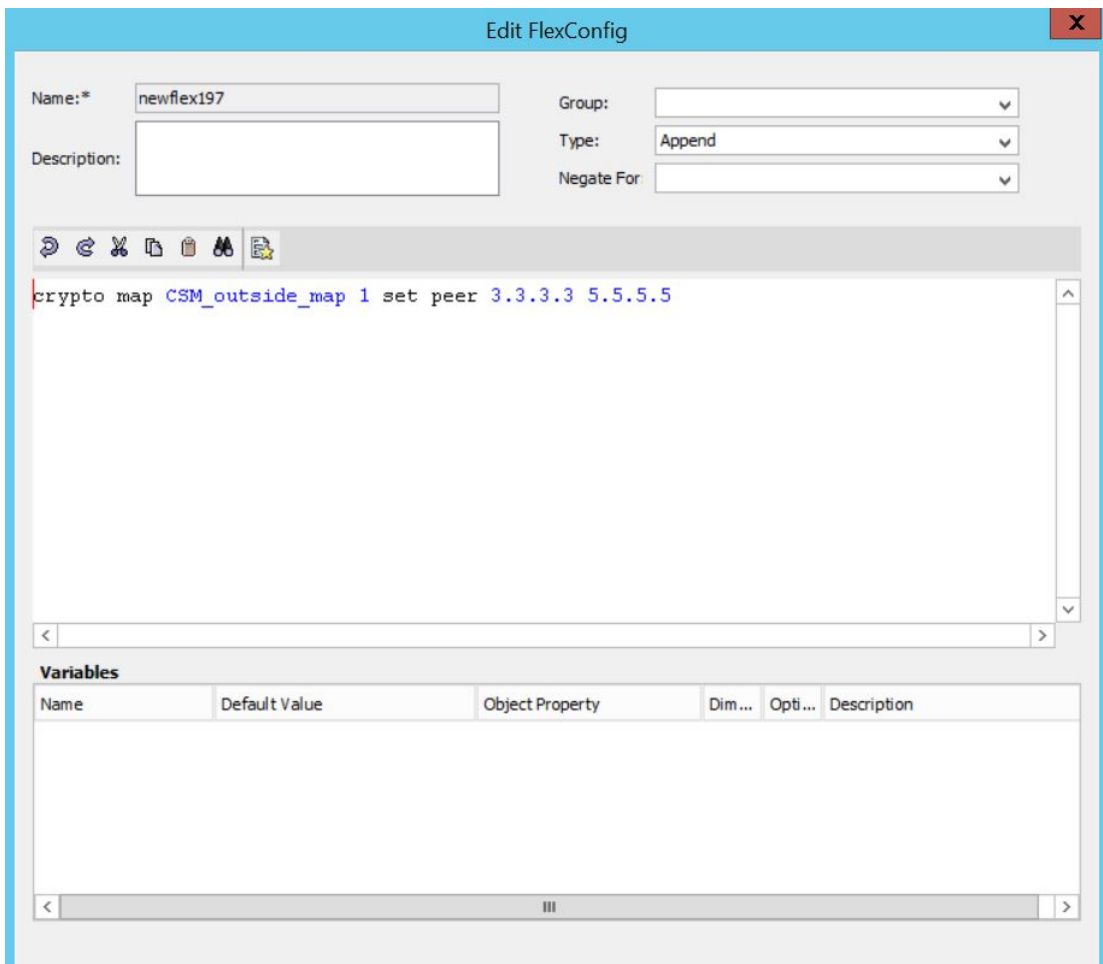 Edit FlexConfig
X
Name:* newflex197
Group:
Description:
Type: Append
Negate For
crypto map CSM_outside_map 1 set peer 3.3.3.3 5.5.5.5
Variables
Name Default Value Object Property Dim... Opti... Description